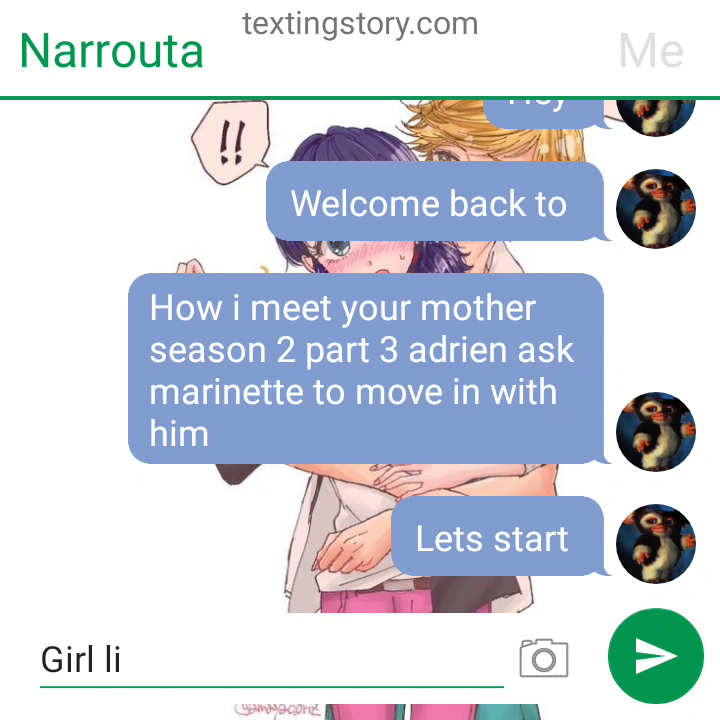 textingstory.com
Narrouta
Me
Welcome back to
How i meet your mother
season 2 part 3 adrien ask
marinette to move in with
him
Lets start
Girl li